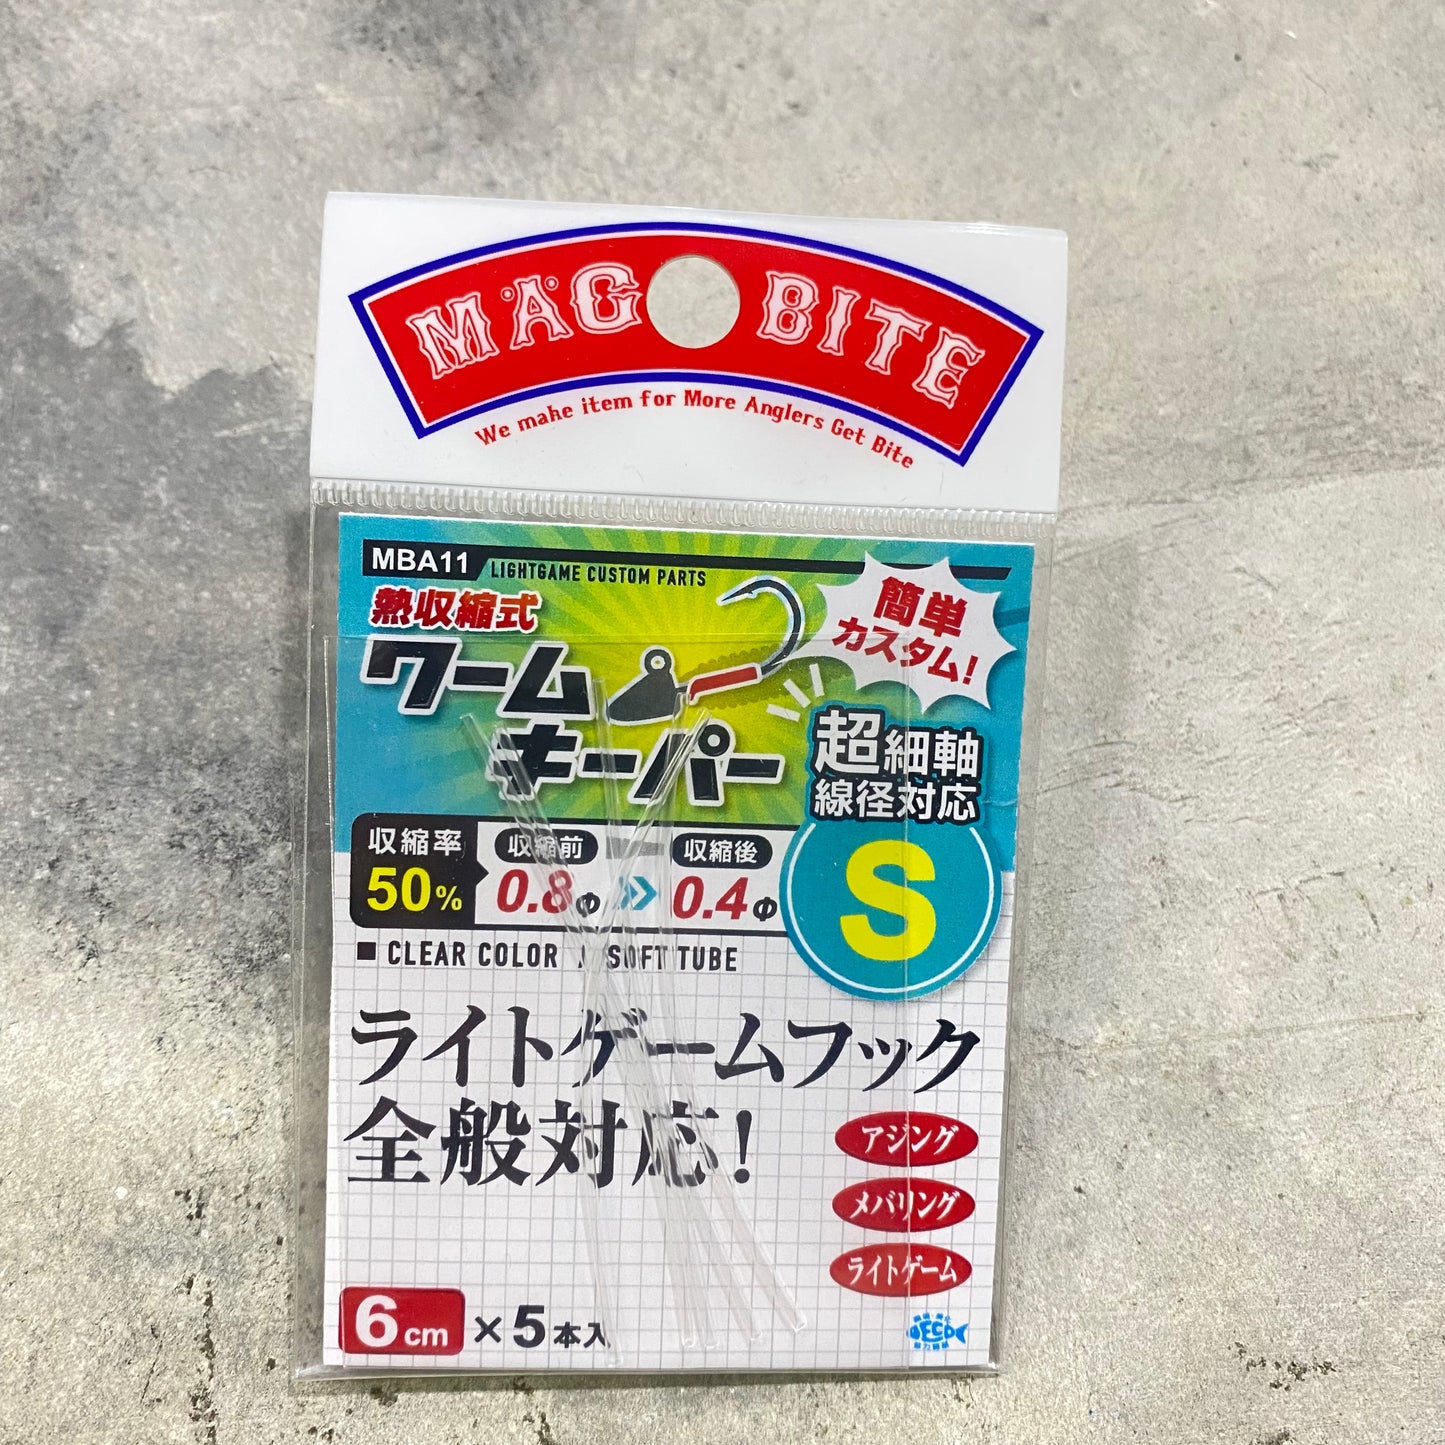 MAG BITE
We make item for More Anglers Get Bite
MBA11 LIGHTGAME CUSTOM PARTS
熱収縮式
ワーム
キーパー
簡単
カスタム!
超細軸
線径対応
S
収縮率
50%
収縮前
0.8Φ
収縮後
0.4Φ
CLEAR COLOR / SOFT TUBE
ライトゲームフック
全般対応!
アジング
メバリング
ライトゲーム
6cm ×5本入